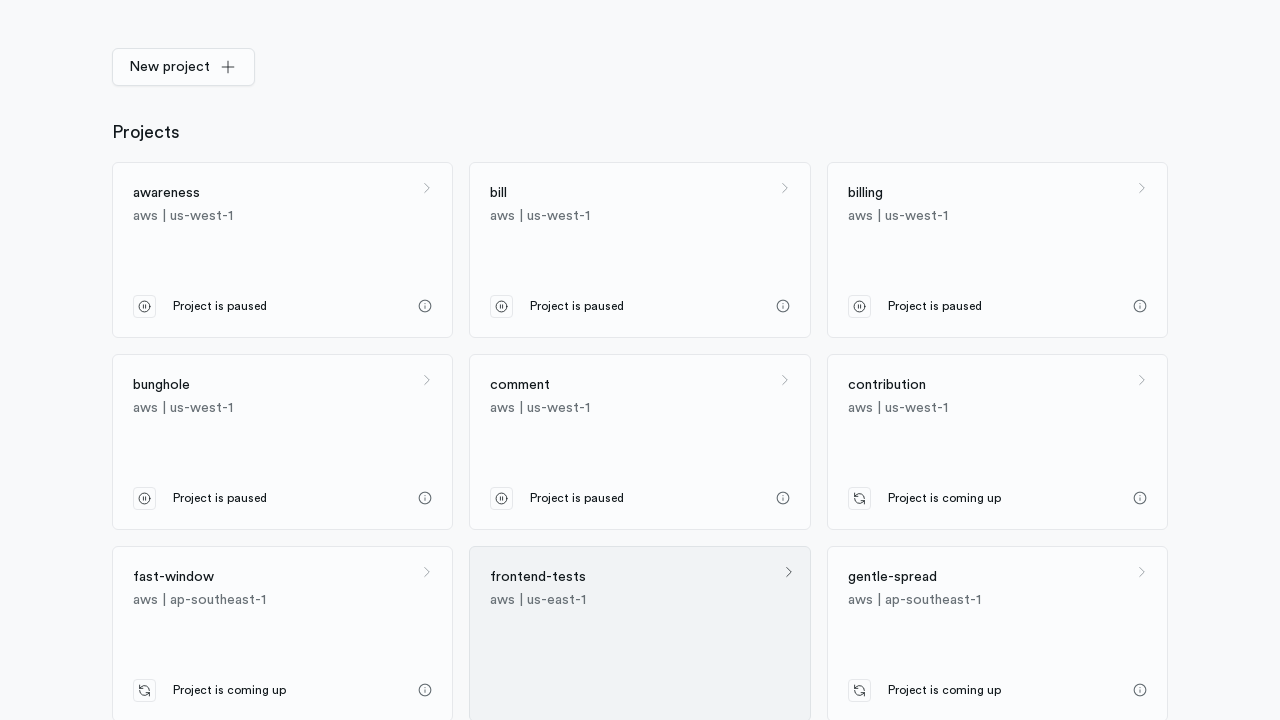 New project
Projects
awareness
aws | us-west-1
Project is paused
bill
aws | us-west-1
Project is paused
billing
aws | us-west-1
Project is paused
bunghole
aws | us-west-1
Project is paused
comment
aws | us-west-1
Project is paused
contribution
aws | us-west-1
Project is coming up
fast-window
aws | ap-southeast-1
Project is coming up
frontend-tests
aws | us-east-1
gentle-spread
aws | ap-southeast-1
Project is coming up